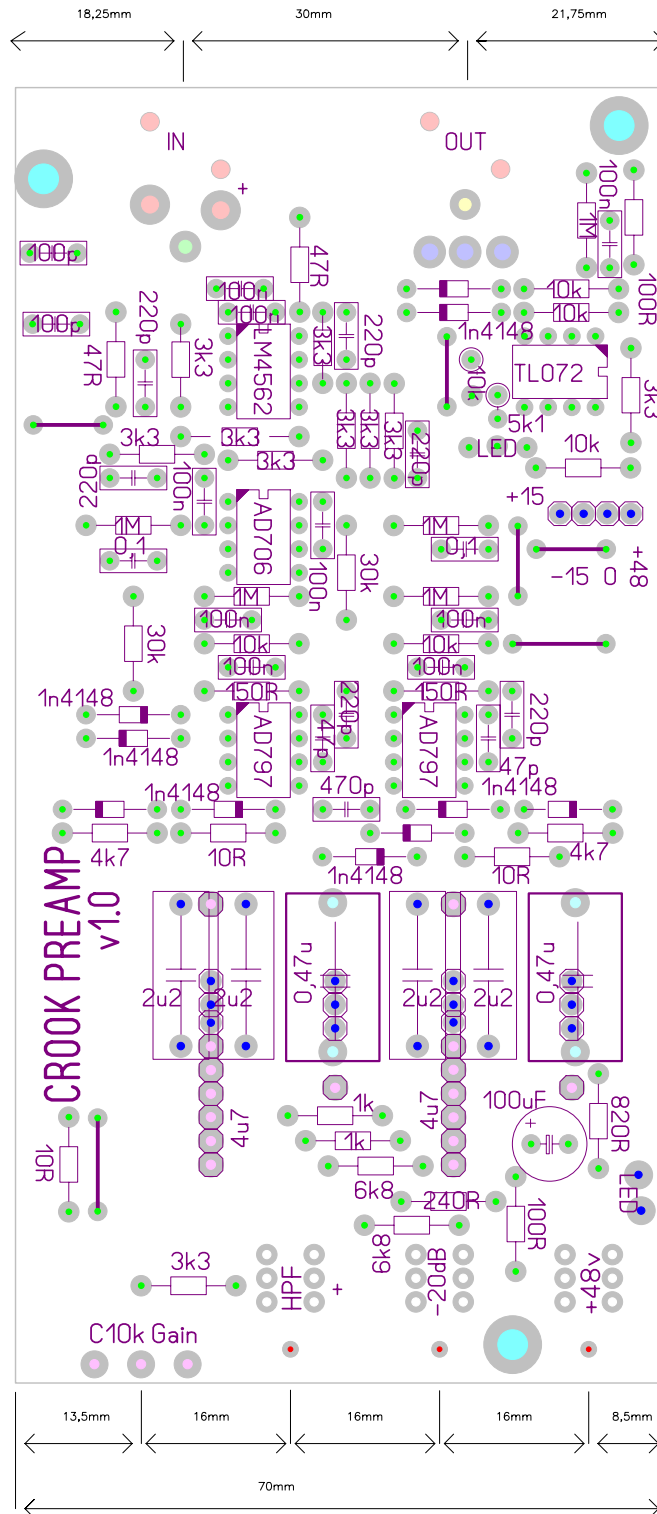 18,25mm
30mm
21,75mm
IN
OUT
+
100p
100n
1M
100R
47R
100n
100n
10k
10k
1n4148
100p
220p
47R
3k3
LM4562
3k3
220p
10k
TL072
3k3
5k1
3k3
3k3
3k3
3k3
3k3
3k3
220p
LED
10k
220p
100n
+15
1M
0,1
AD706
100n
30k
1M
0,1
-15
0
+48
1M
100n
10k
100n
150R
1M
100n
10k
100n
150R
30k
1n4148
1n4148
AD797
47p
220p
AD797
47p
220p
1n4148
470p
1n4148
4k7
10R
1n4148
10R
4k7
CROOK PREAMP
v1.0
2u2
2u2
0,47u
2u2
2u2
0,47u
4u7
1k
1k
6k8
4u7
100uF
+
820R
10R
240R
LED
6k8
100R
3k3
HPF
+
-20dB
+48v
C10k Gain
13,5mm
16mm
16mm
16mm
8,5mm
70mm